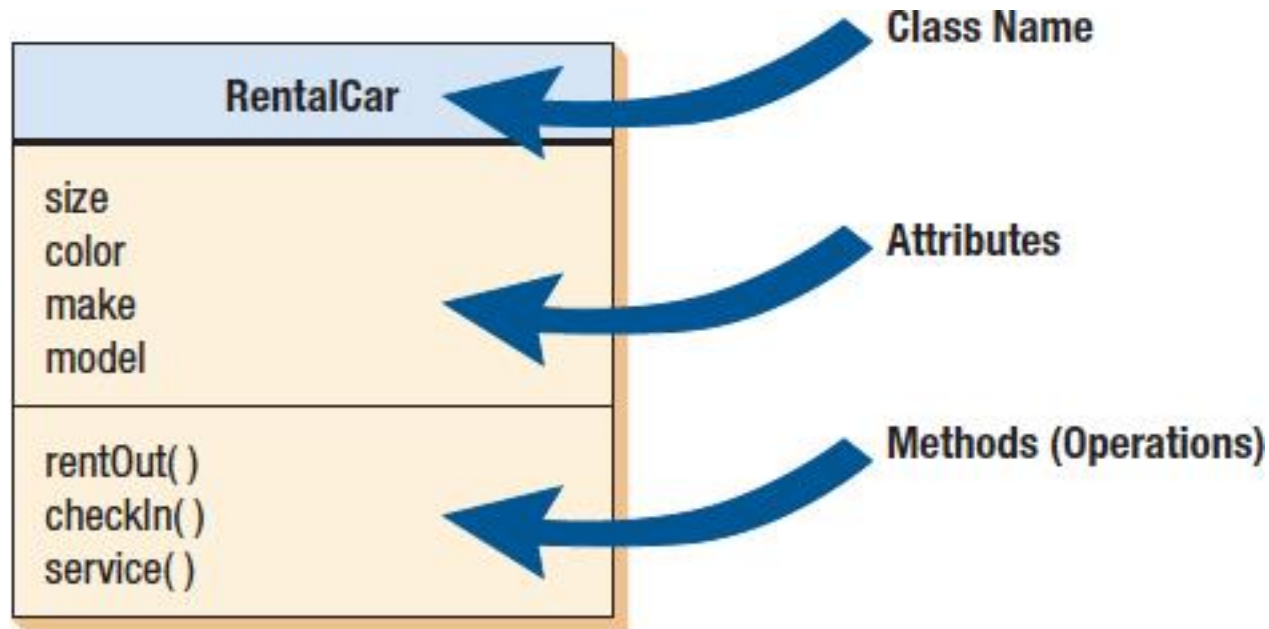 Class Name
RentalCar
size
color
make
model
Attributes
rentOut( )
checkIn( )
service( )
Methods (Operations)